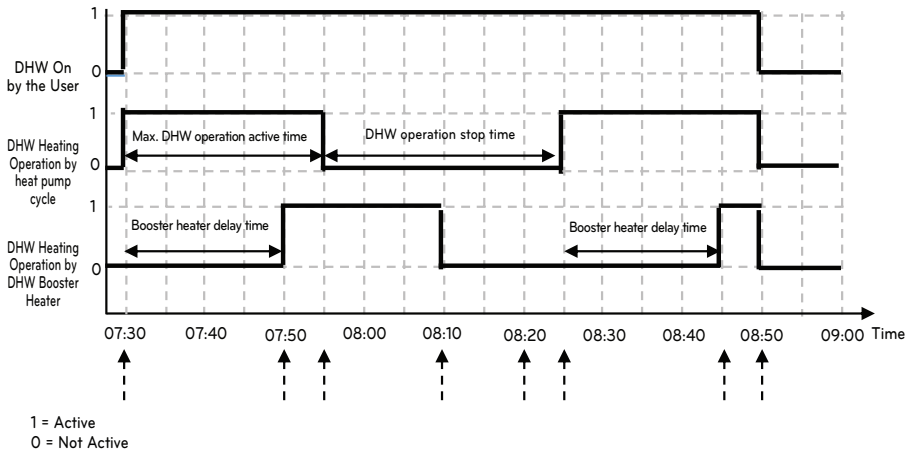 1
DHW On
by the User
0
1
DHW Heating
Operation by
heat pump
cycle
0
Max. DHW operation active time
DHW operation stop time
1
DHW Heating
Operation by
DHW Booster
Heater
0
Booster heater delay time
Booster heater delay time
07:30 07:40 07:50 08:00 08:10 08:20 08:30 08:40 08:50 09:00 Time
1 = Active
0 = Not Active